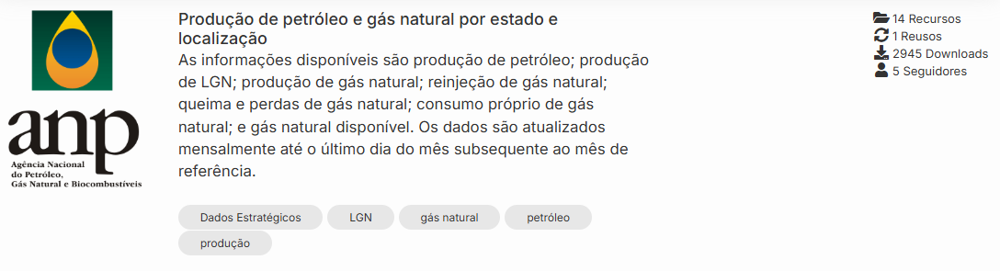 Produção de petróleo e gás natural por estado e
localização
As informações disponíveis são produção de petróleo; produção
de LGN; produção de gás natural; reinjeção de gás natural;
queima e perdas de gás natural; consumo próprio de gás
natural; e gás natural disponível. Os dados são atualizados
mensalmente até o último dia do mês subsequente ao mês de
referência.
Dados Estratégicos
LGN
gás natural
petróleo
produção
14 Recursos
1 Reusos
2945 Downloads
5 Seguidores
anp
Agência Nacional
do Petróleo,
Gás Natural e Biocombustíveis